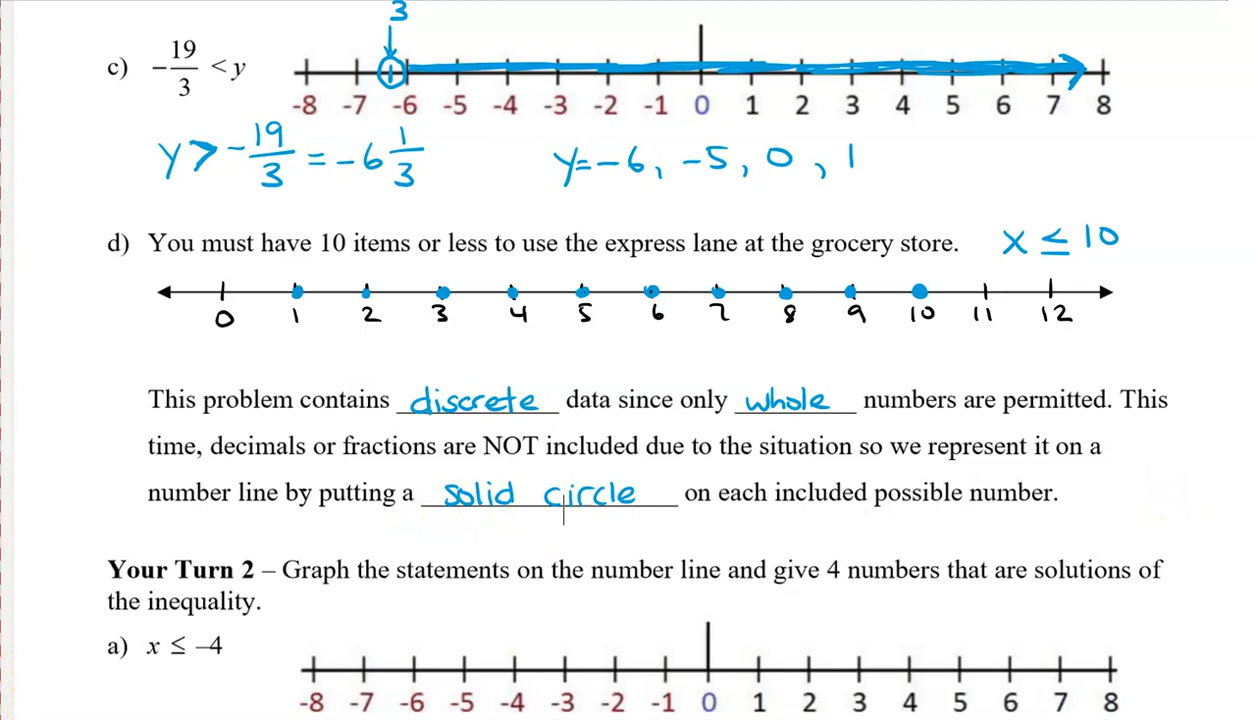 3
c) -19/3 < y
-8 -7 -6 -5 -4 -3 -2 -1 0 1 2 3 4 5 6 7 8
y > -19/3 = -6 1/3 y = -6, -5, 0, 1
d) You must have 10 items or less to use the express lane at the grocery store. x ≤ 10
0 1 2 3 4 5 6 7 8 9 10 11 12
This problem contains discrete data since only whole numbers are permitted. This
time, decimals or fractions are NOT included due to the situation so we represent it on a
number line by putting a solid circle on each included possible number.
Your Turn 2 – Graph the statements on the number line and give 4 numbers that are solutions of
the inequality.
a) x ≤ -4
-8 -7 -6 -5 -4 -3 -2 -1 0 1 2 3 4 5 6 7 8